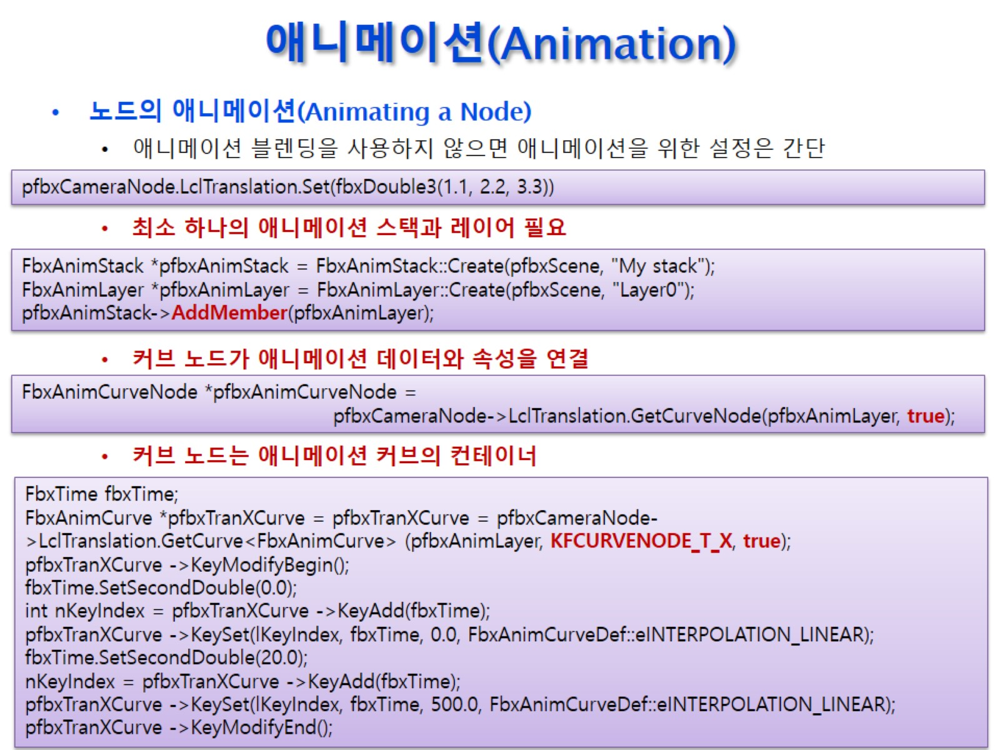 애니메이션(Animation)
• 노드의 애니메이션(Animating a Node)
• 애니메이션 블렌딩을 사용하지 않으면 애니메이션을 위한 설정은 간단
pfbxCameraNode.LclTranslation.Set(fbxDouble3(1.1, 2.2, 3.3))
• 최소 하나의 애니메이션 스택과 레이어 필요
FbxAnimStack *pfbxAnimStack = FbxAnimStack::Create(pfbxScene, "My stack");
FbxAnimLayer *pfbxAnimLayer = FbxAnimLayer::Create(pfbxScene, "Layer0");
pfbxAnimStack->AddMember(pfbxAnimLayer);
• 커브 노드가 애니메이션 데이터와 속성을 연결
FbxAnimCurveNode *pfbxAnimCurveNode =
pfbxCameraNode->LclTranslation.GetCurveNode(pfbxAnimLayer, true);
• 커브 노드는 애니메이션 커브의 컨테이너
FbxTime fbxTime;
FbxAnimCurve *pfbxTranXCurve = pfbxTranXCurve = pfbxCameraNode-
>LclTranslation.GetCurve<FbxAnimCurve> (pfbxAnimLayer, KFCURVENODE_T_X, true);
pfbxTranXCurve ->KeyModifyBegin();
fbxTime.SetSecondDouble(0.0);
int nKeyIndex = pfbxTranXCurve ->KeyAdd(fbxTime);
pfbxTranXCurve ->KeySet(lKeyIndex, fbxTime, 0.0, FbxAnimCurveDef::eINTERPOLATION_LINEAR);
fbxTime.SetSecondDouble(20.0);
nKeyIndex = pfbxTranXCurve ->KeyAdd(fbxTime);
pfbxTranXCurve ->KeySet(lKeyIndex, fbxTime, 500.0, FbxAnimCurveDef::eINTERPOLATION_LINEAR);
pfbxTranXCurve ->KeyModifyEnd();